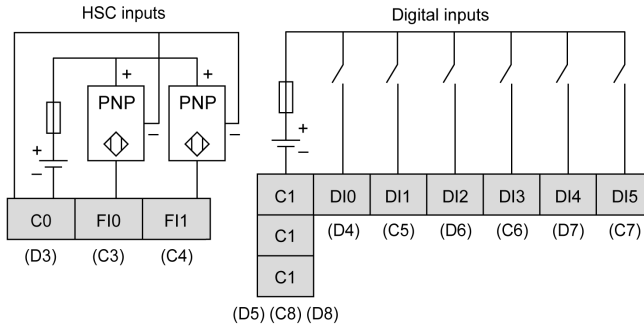 HSC inputs
Digital inputs
+ +
PNP PNP
– –
+
–
+
–
C0 FI0 FI1
(D3) (C3) (C4)
C1 DI0 DI1 DI2 DI3 DI4 DI5
(D4) (C5) (D6) (C6) (D7) (C7)
C1
C1
(D5) (C8) (D8)